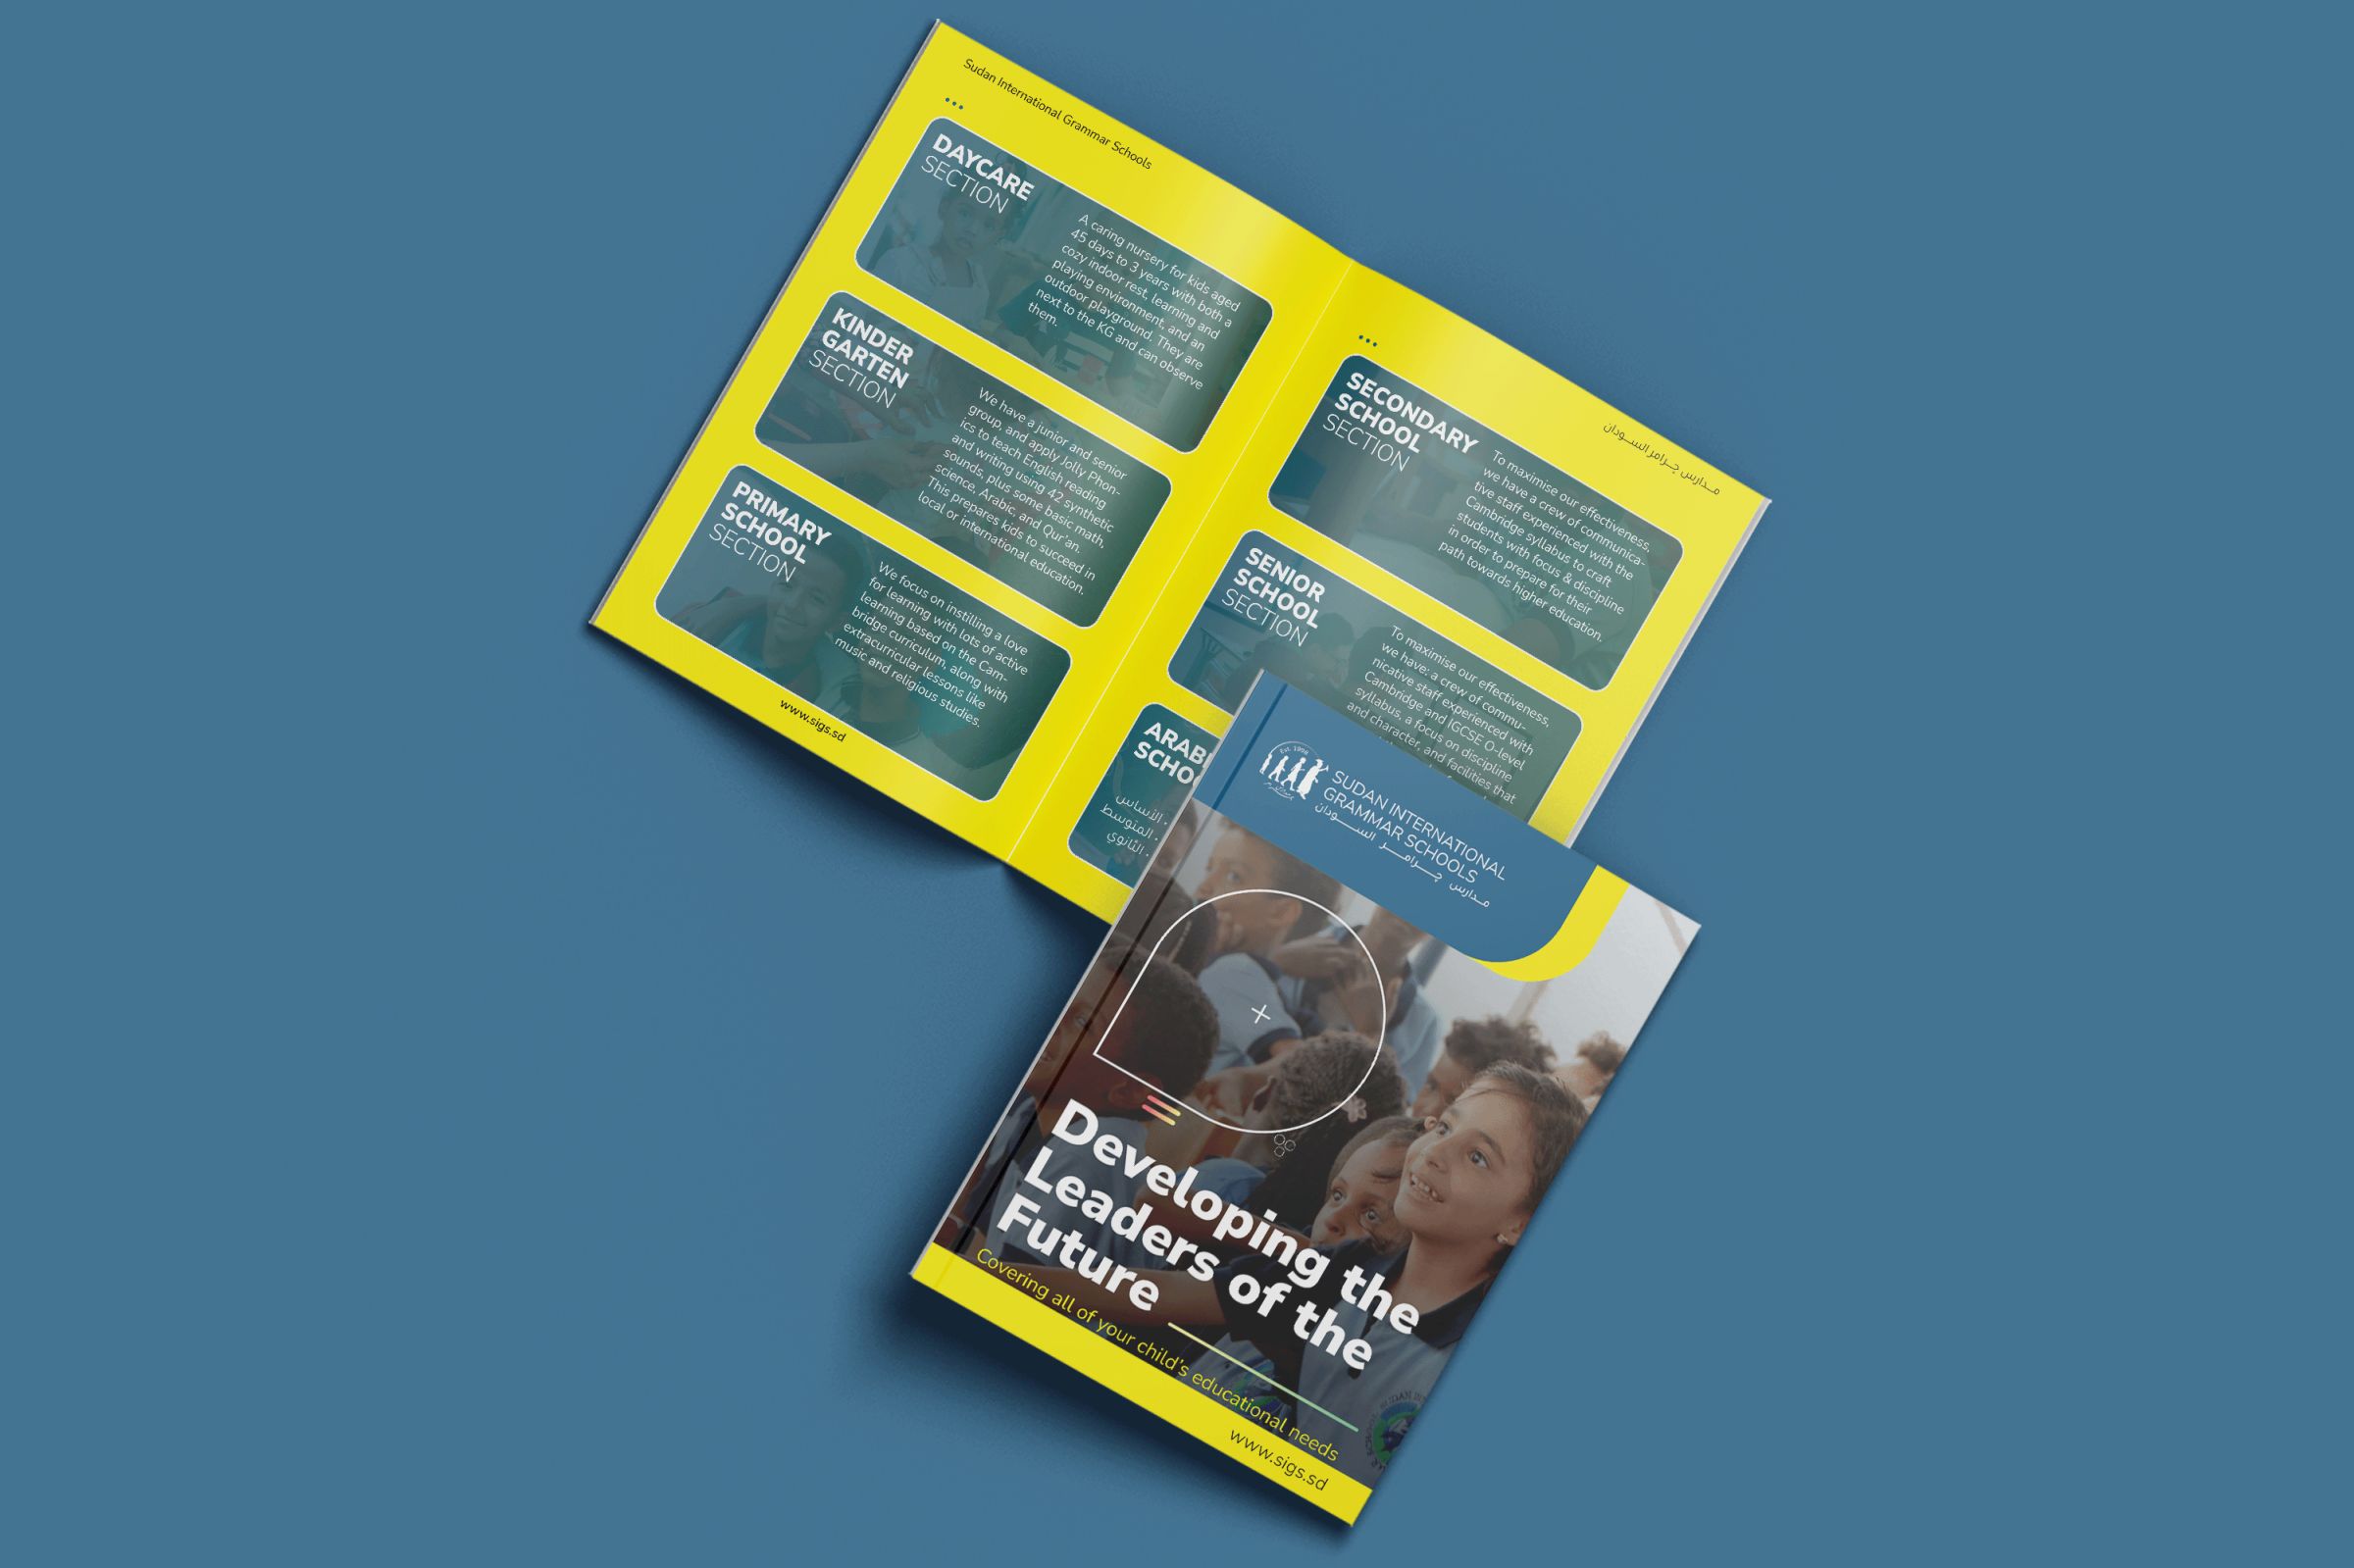 Sudan International Grammar Schools
DAYCARE
SECTION
A caring nursery for kids aged
45 days to 3 years with both a
cozy indoor rest, learning and
playing environment, and an
outdoor playground. They are
next to the KG and can observe
them.
KINDER
GARTEN
SECTION
We have a junior and senior
group, and apply Jolly Phon-
ics to teach English reading
and writing using 42 synthetic
sounds, plus some basic math,
science, Arabic, and Qur'an.
This prepares kids to succeed in
local or international education.
PRIMARY
SCHOOL
SECTION
We focus on instilling a love
for learning with lots of active
learning based on the Cam-
bridge curriculum, along with
extracurricular lessons like
music and religious studies.
www.sigs.sd
مدارس جرامر السودان
SECONDARY
SCHOOL
SECTION
To maximise our effectiveness,
we have a crew of communica-
tive staff experienced with the
Cambridge syllabus to craft
students with focus & discipline
in order to prepare for their
path towards higher education.
SENIOR
SCHOOL
SECTION
To maximise our effectiveness,
we have: a crew of commu-
nicative staff experienced with
Cambridge and IGCSE O-level
syllabus, a focus on discipline
and character, and facilities that
ARAB
SCHO
• الأساس
• المتوسط
• الثانوي
Est. 1998
SUDAN INTERNATIONAL
GRAMMAR SCHOOLS
مدارس جرامر السودان
Developing the
Leaders of the
Future
Covering all of your child's educational needs
www.sigs.sd